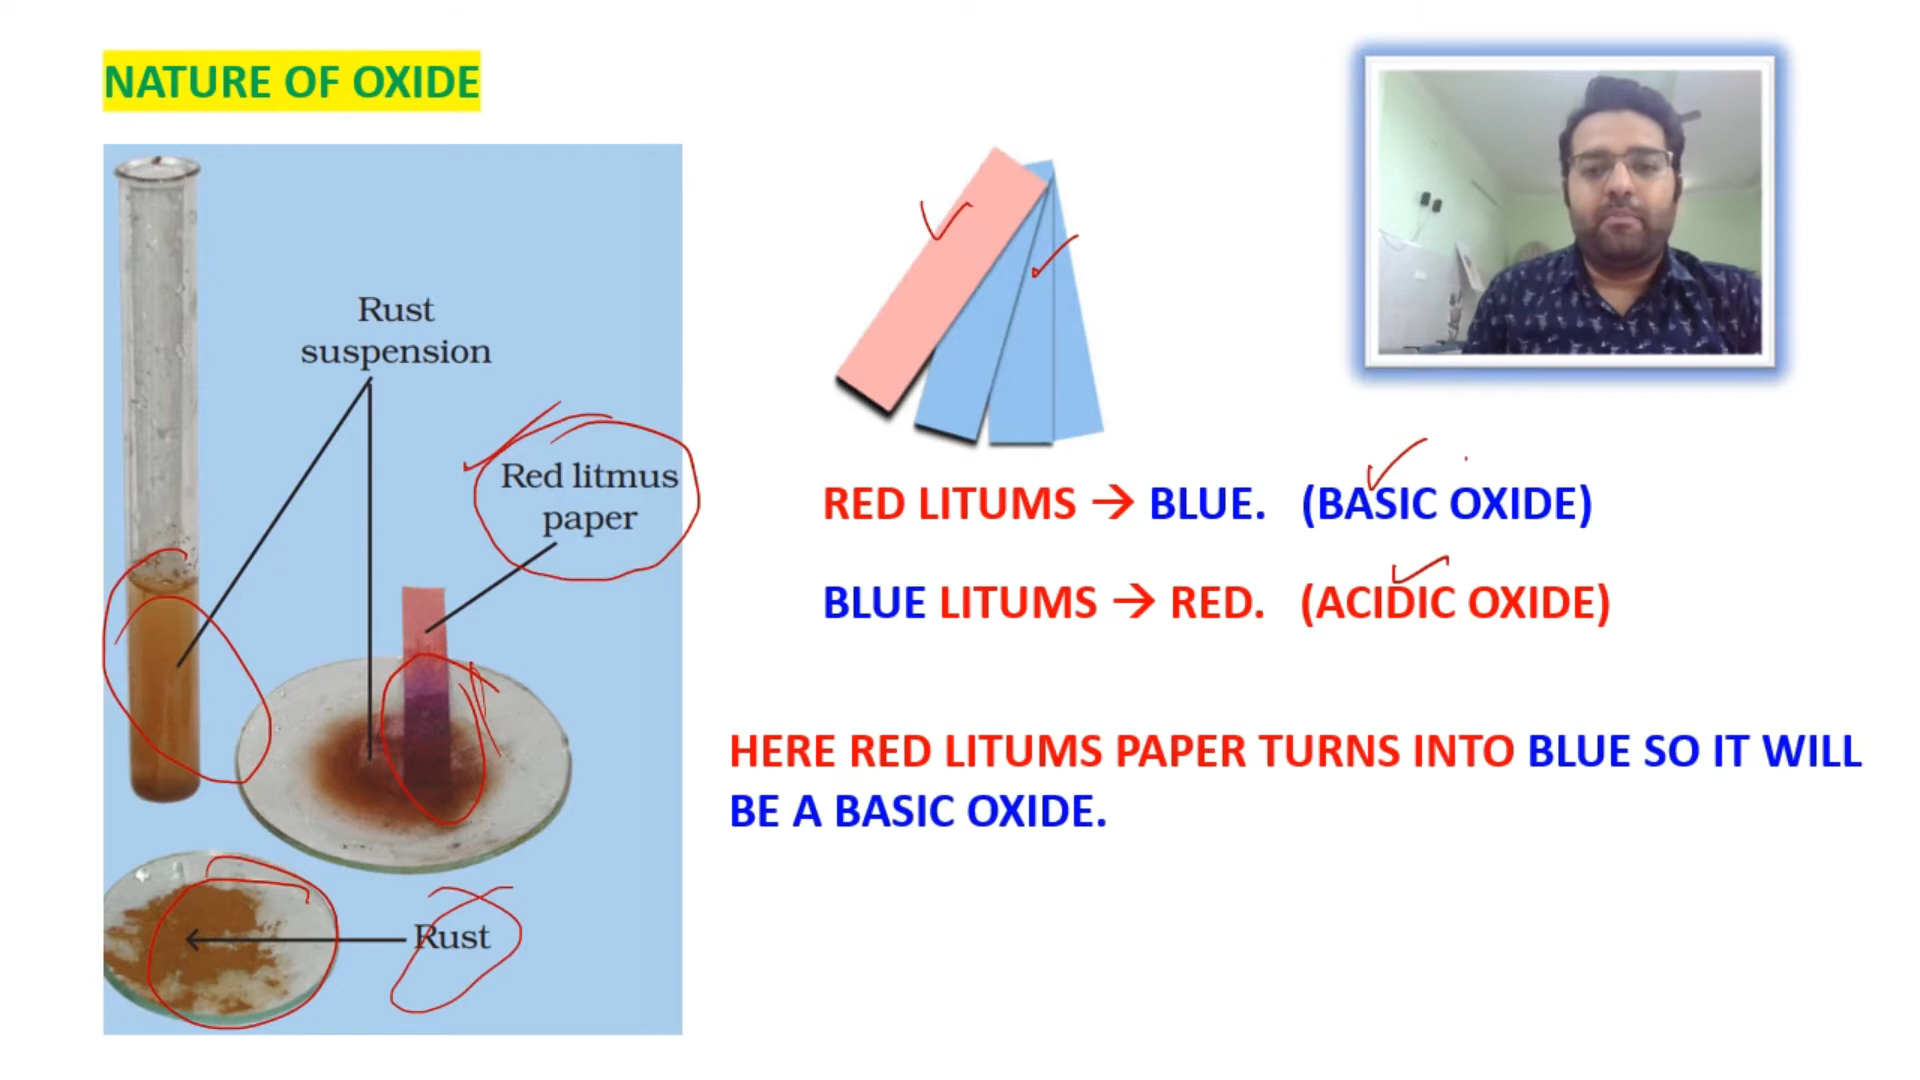 NATURE OF OXIDE
Rust
suspension
Red litmus
paper
Rust
RED LITUMS → BLUE. (BASIC OXIDE)
BLUE LITUMS → RED. (ACIDIC OXIDE)
HERE RED LITUMS PAPER TURNS INTO BLUE SO IT WILL
BE A BASIC OXIDE.